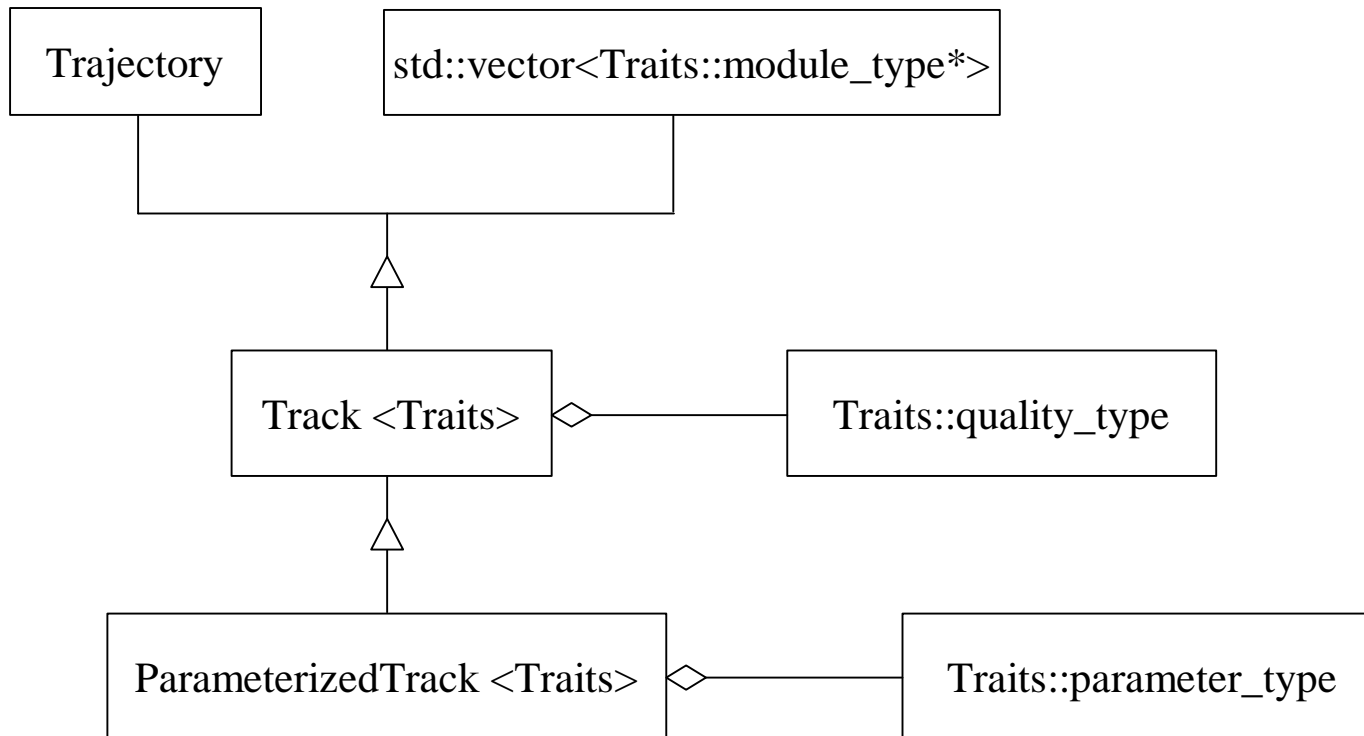 Trajectory
std::vector<Traits::module_type*>
Track <Traits>
Traits::quality_type
ParameterizedTrack <Traits>
Traits::parameter_type